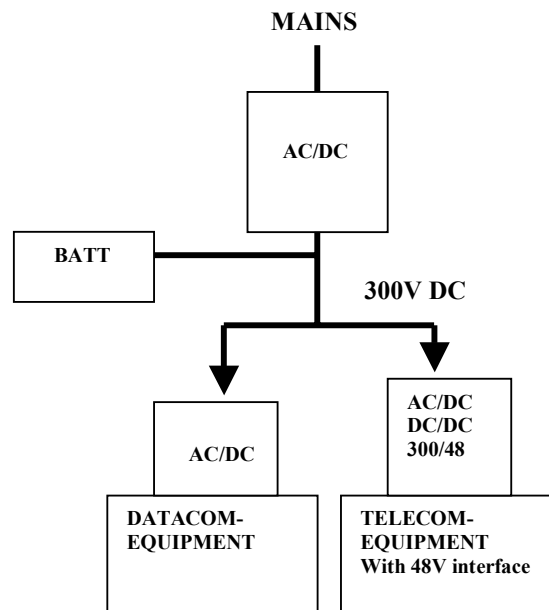 MAINS
AC/DC
BATT
300V DC
AC/DC
AC/DC
DC/DC
300/48
DATACOM-
EQUIPMENT
TELECOM-
EQUIPMENT
With 48V interface